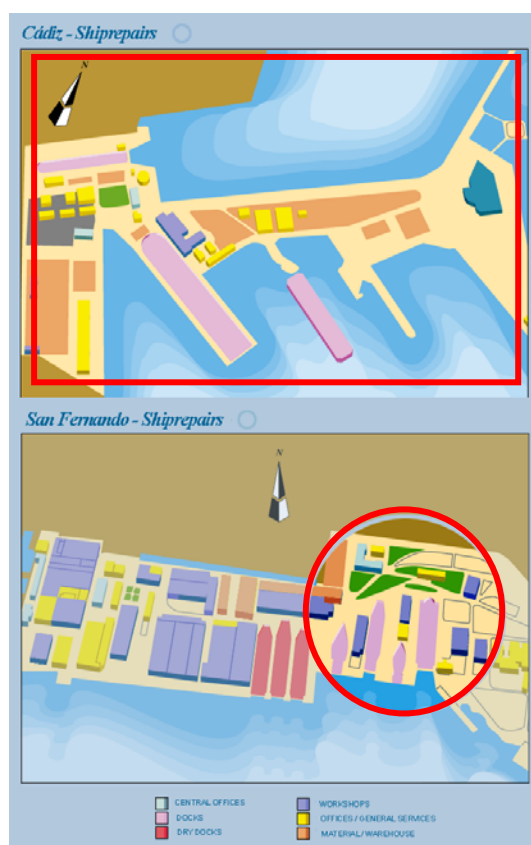 Cádiz - Shiprepairs
N
San Fernando - Shiprepairs
N
CENTRAL OFFICES
DOCKS
DRY DOCKS
WORKSHOPS
OFFICES / GENERAL SERVICES
MATERIAL / WAREHOUSE